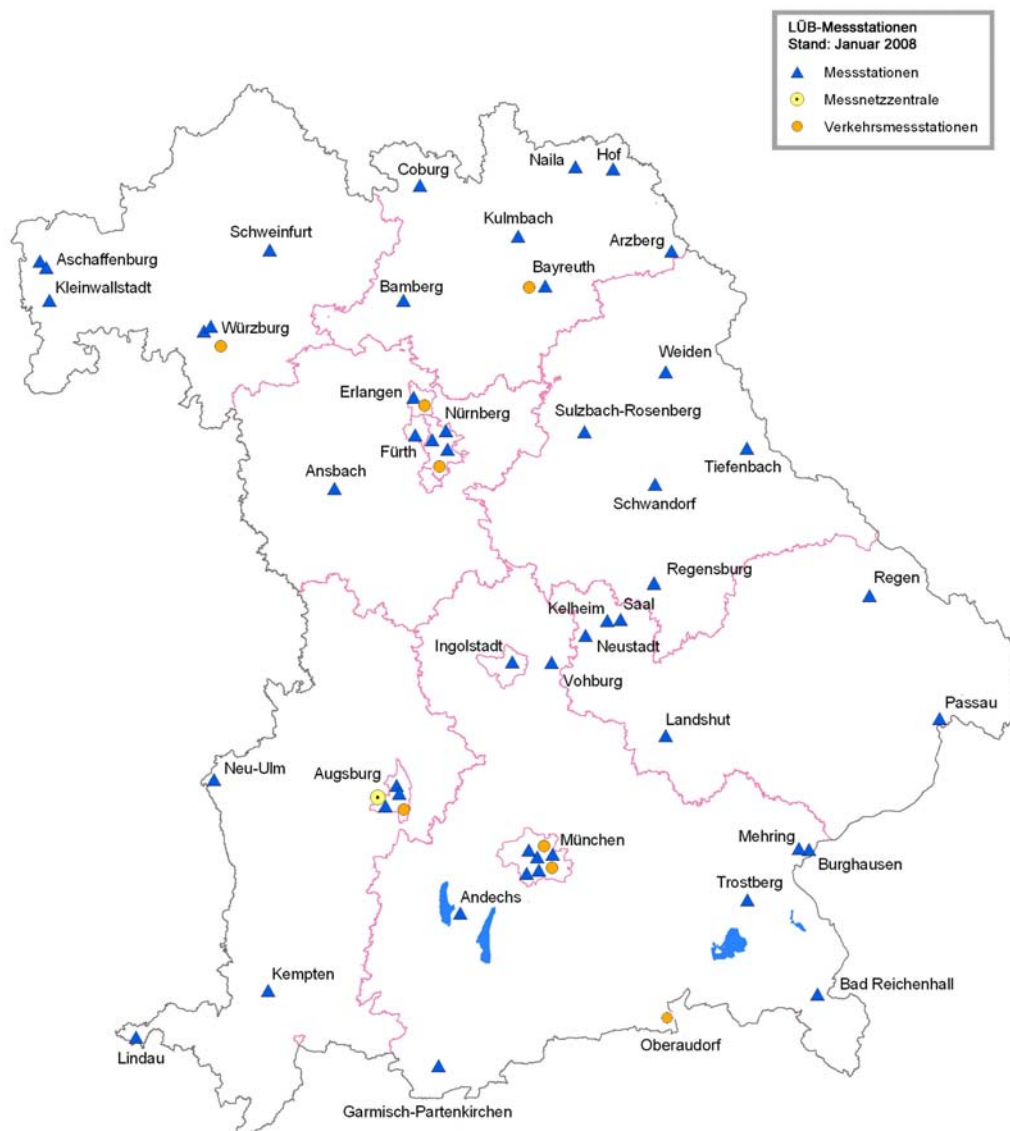 LÜB-Messstationen
Stand: Januar 2008
Messstationen
Messnetzzentrale
Verkehrsmessstationen
Naila
Hof
Coburg
Kulmbach
Schweinfurt
Arzberg
Aschaffenburg
Bayreuth
Kleinwallstadt
Bamberg
Würzburg
Weiden
Erlangen
Nürnberg
Sulzbach-Rosenberg
Fürth
Tiefenbach
Ansbach
Schwandorf
Regensburg
Regen
Kelheim
Saal
Ingolstadt
Neustadt
Vohburg
Passau
Landshut
Neu-Ulm
Augsburg
München
Mehring
Burghausen
Trostberg
Andechs
Kempten
Bad Reichenhall
Oberaudorf
Lindau
Garmisch-Partenkirchen